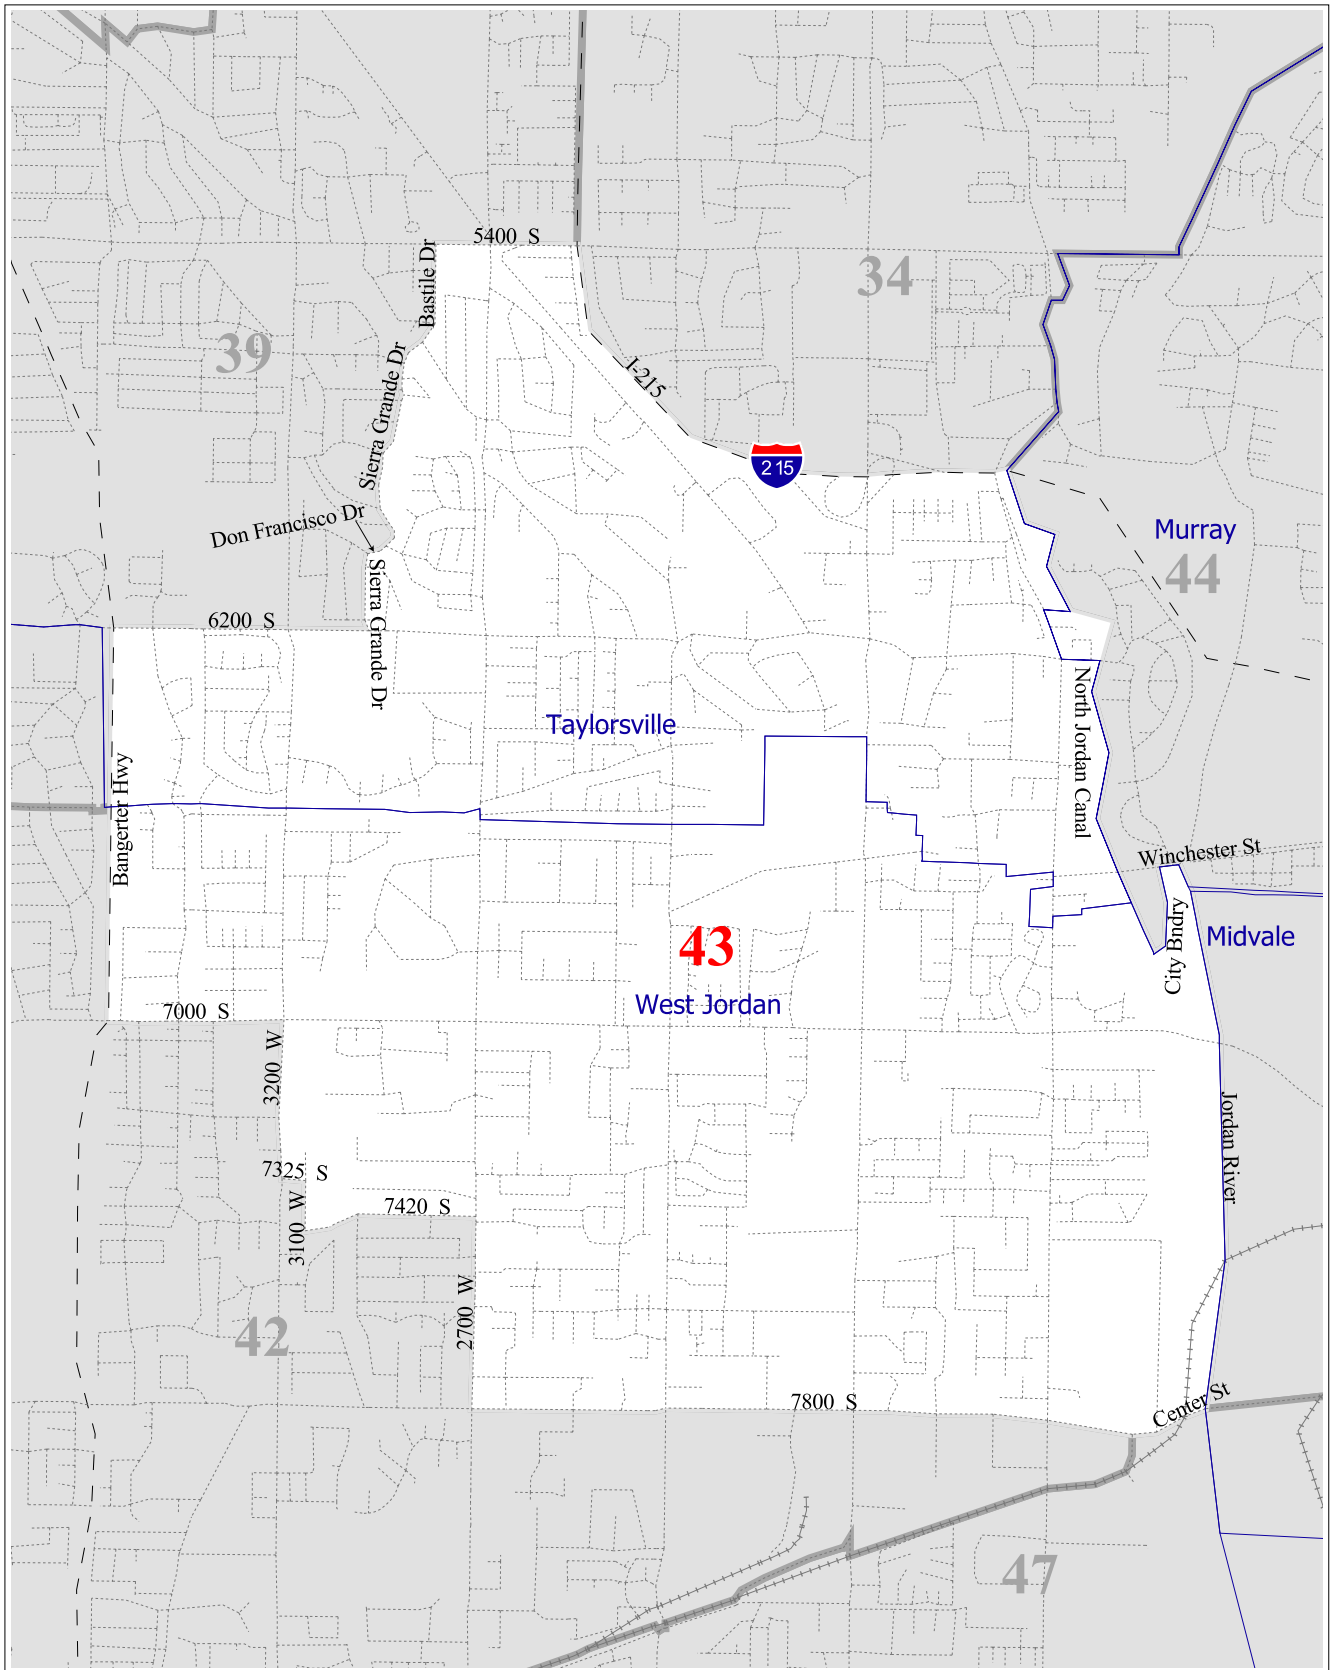 5400 S
Bastile Dr
34
39
Sierra Grande Dr
I-215
215
Don Francisco Dr
Murray
44
Sierra Grande Dr
6200 S
North Jordan Canal
Taylorsville
Bangerter Hwy
Winchester St
City Bndry
Midvale
43
West Jordan
7000 S
3200 W
Jordan River
7325 S
3100 W
7420 S
2700 W
42
7800 S
Center St
47